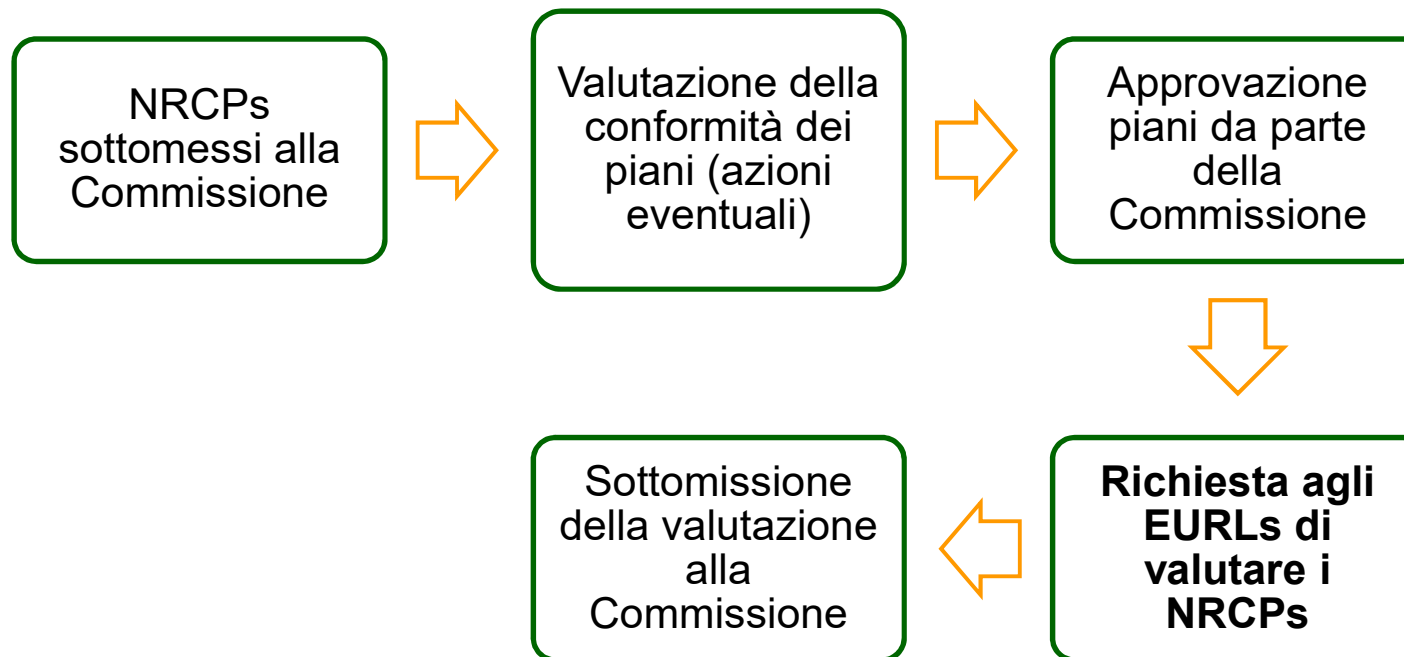 NRCPs
sottomessi alla
Commissione
Valutazione della
conformità dei
piani (azioni
eventuali)
Approvazione
piani da parte
della
Commissione
Richiesta agli
EURLs di
valutare i
NRCPs
Sottomissione
della valutazione
alla
Commissione